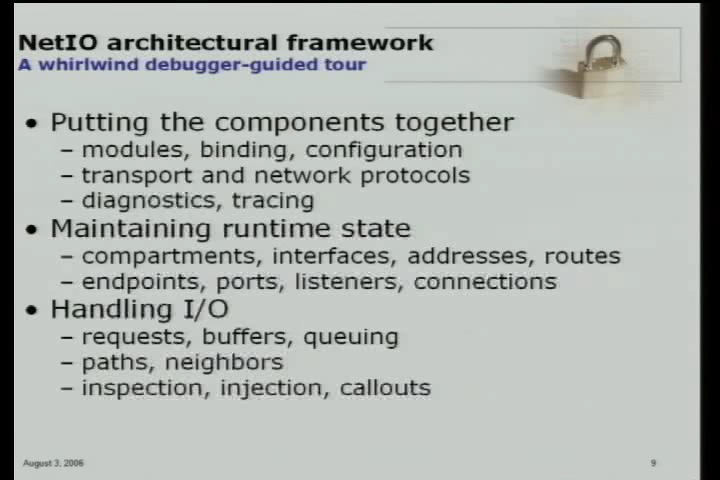 NetIO architectural framework
A whirlwind debugger-guided tour
• Putting the components together
– modules, binding, configuration
– transport and network protocols
– diagnostics, tracing
• Maintaining runtime state
– compartments, interfaces, addresses, routes
– endpoints, ports, listeners, connections
• Handling I/O
– requests, buffers, queuing
– paths, neighbors
– inspection, injection, callouts
August 3, 2006
9